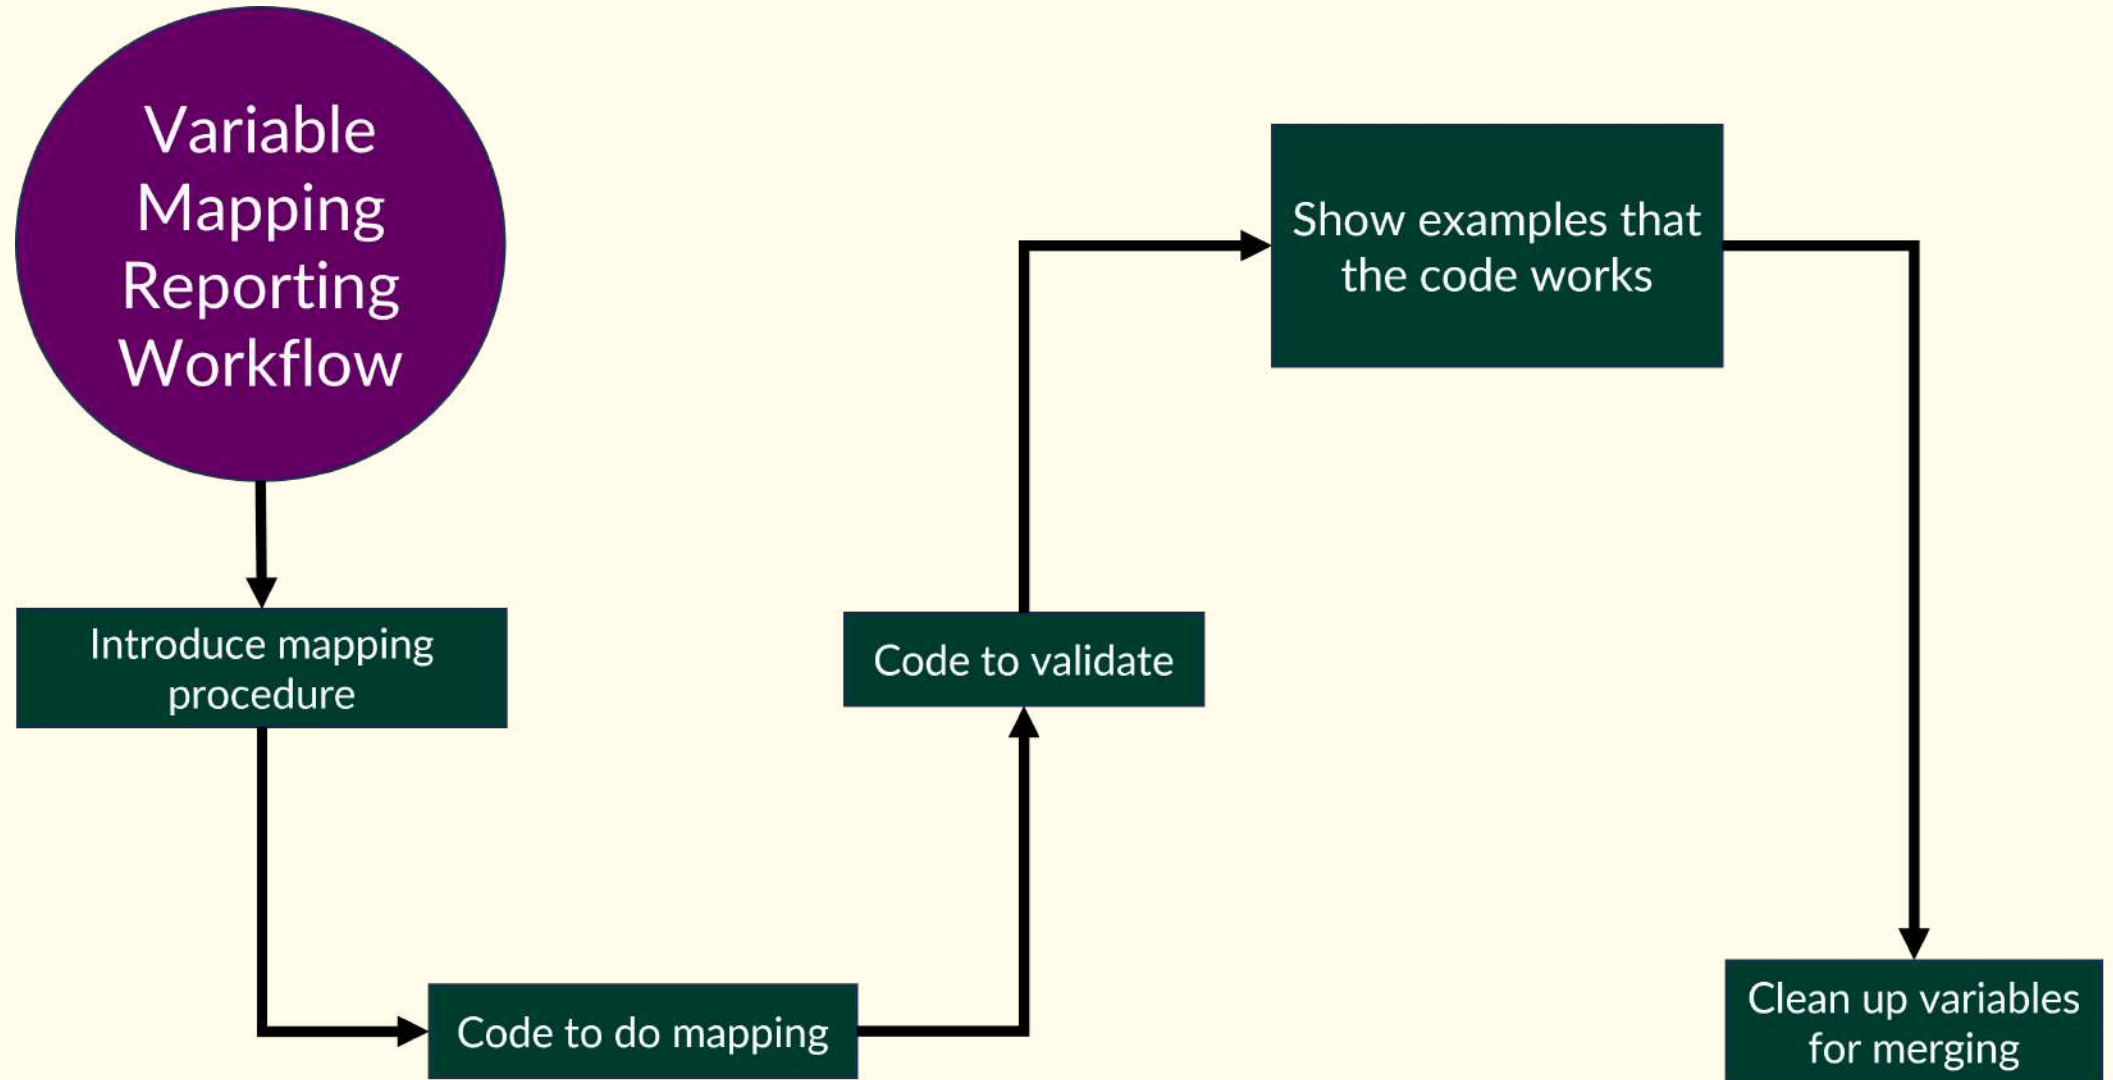 Variable
Mapping
Reporting
Workflow
Introduce mapping
procedure
Code to do mapping
Code to validate
Show examples that
the code works
Clean up variables
for merging